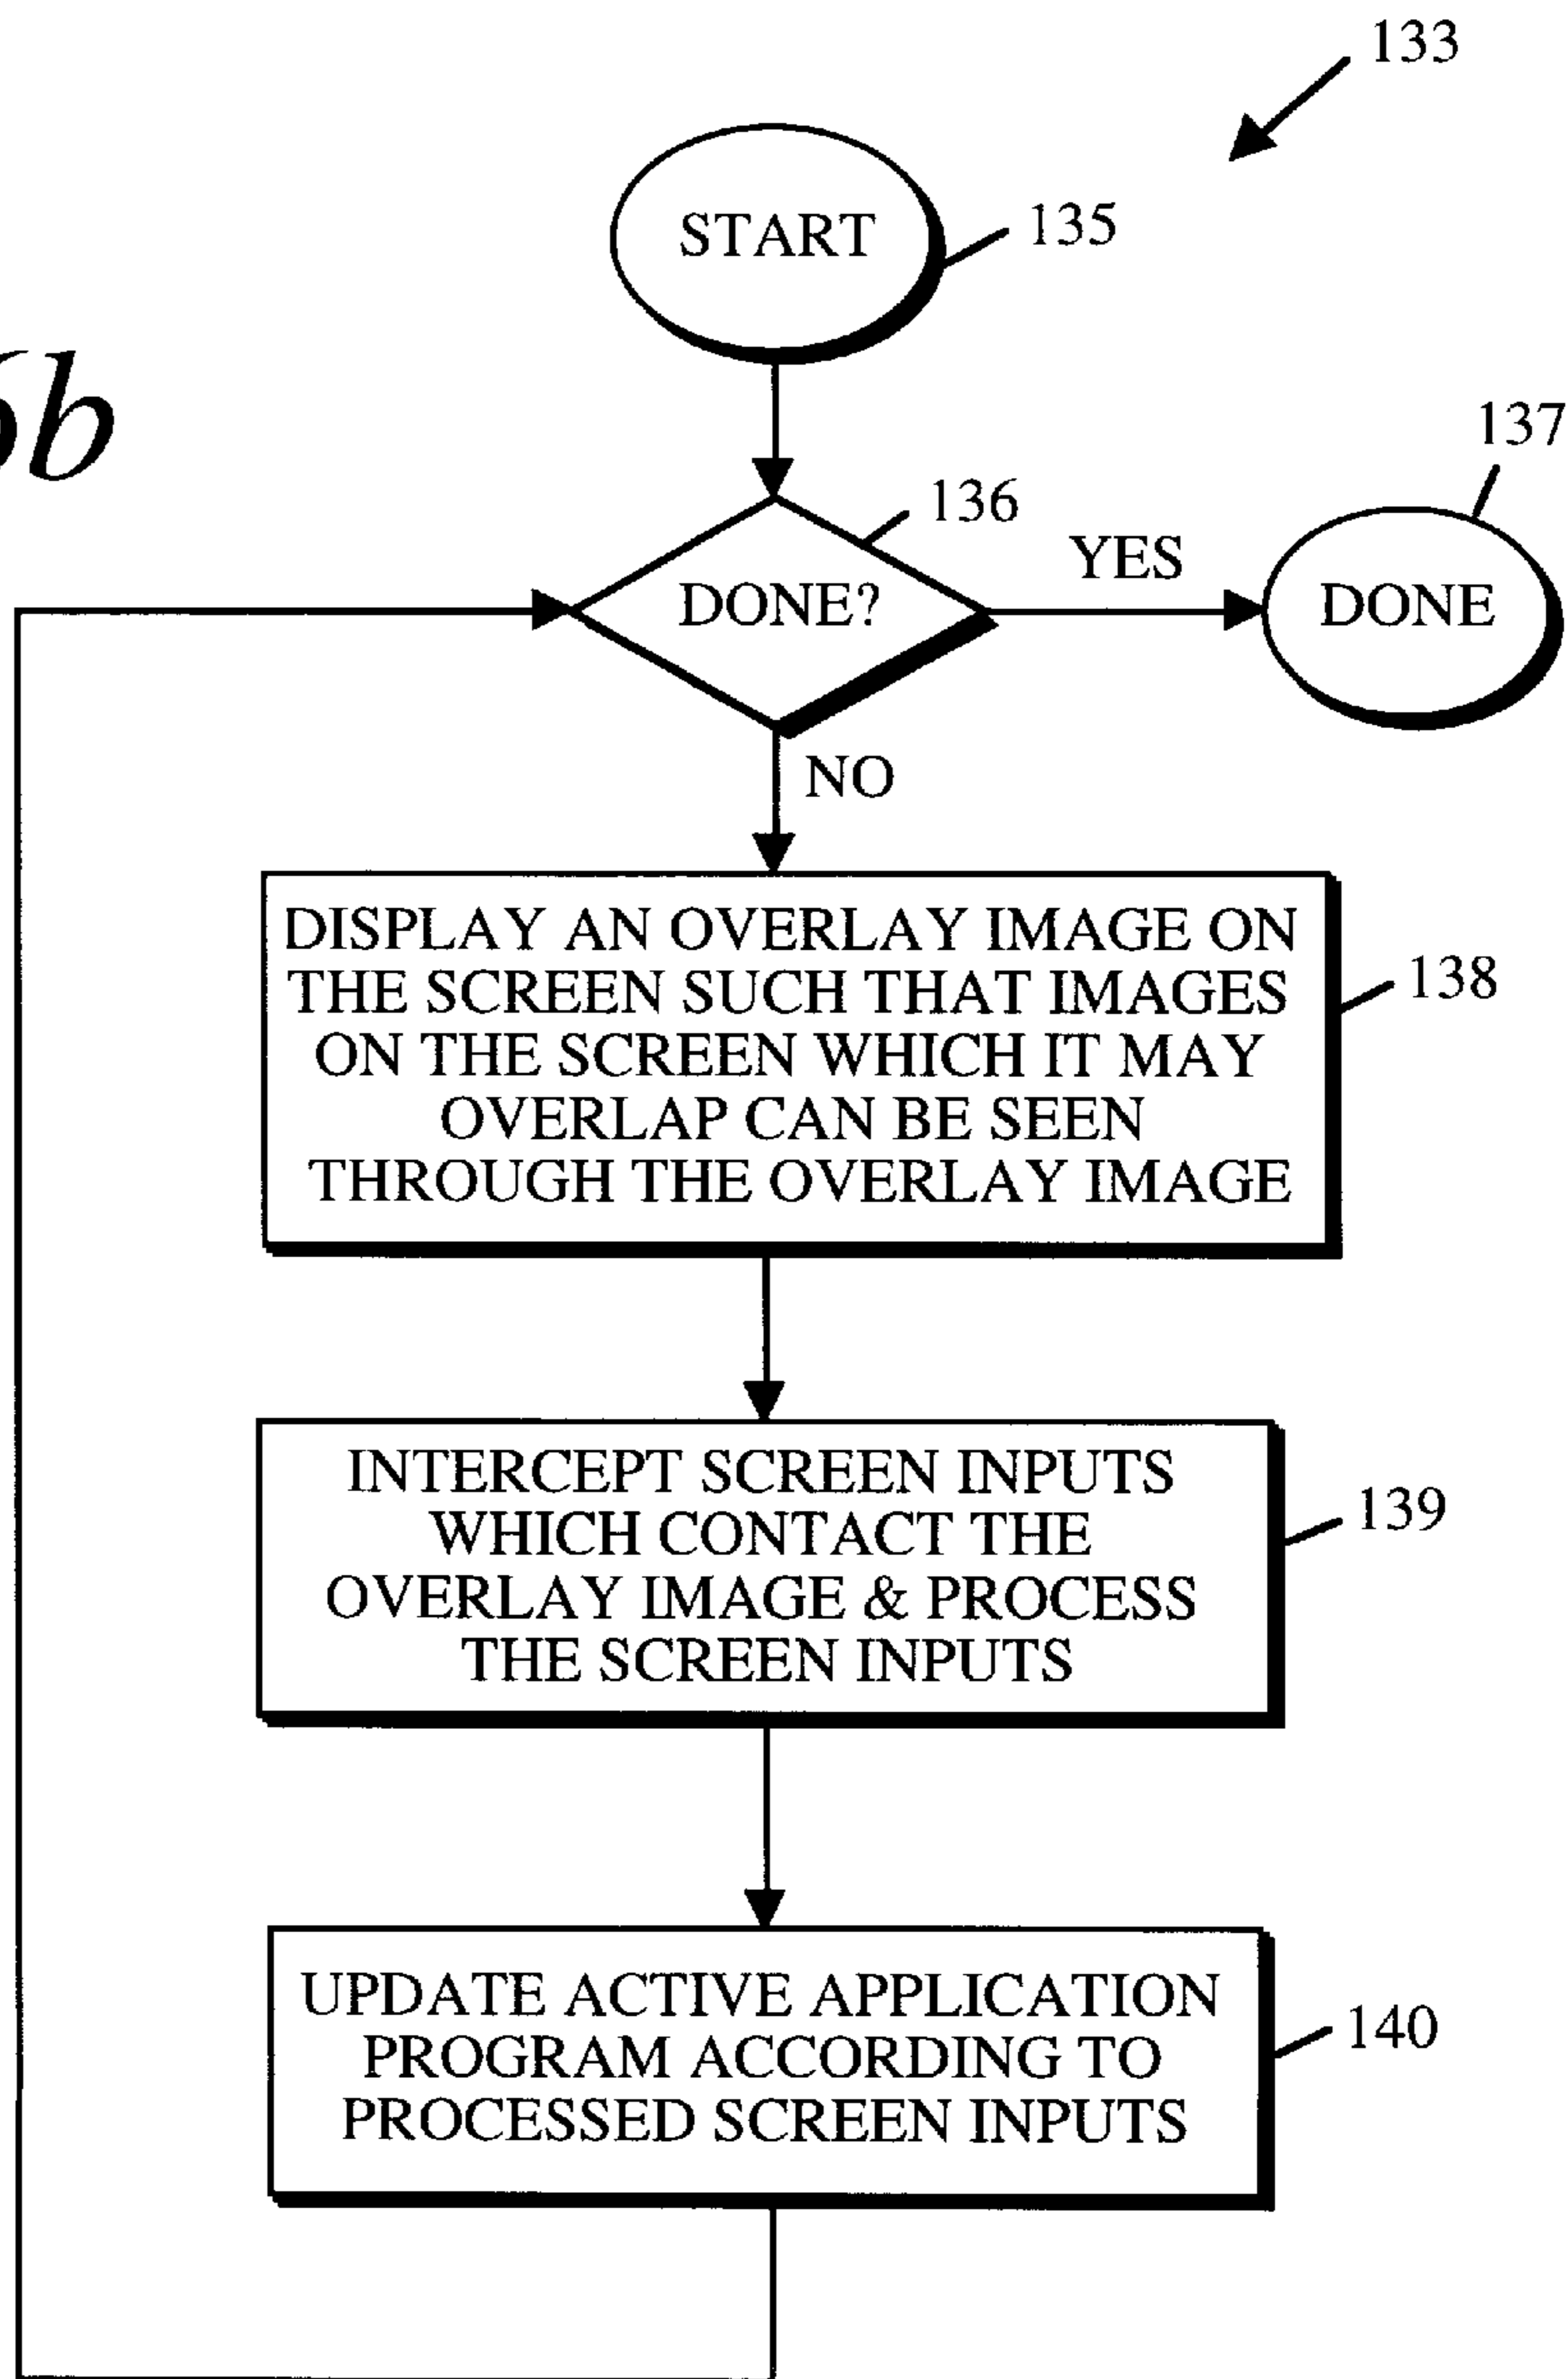 133
START
135
6b
136
137
DONE?
YES
DONE
NO
DISPLAY AN OVERLAY IMAGE ON
THE SCREEN SUCH THAT IMAGES
ON THE SCREEN WHICH IT MAY
OVERLAP CAN BE SEEN
THROUGH THE OVERLAY IMAGE
138
INTERCEPT SCREEN INPUTS
WHICH CONTACT THE
OVERLAY IMAGE & PROCESS
THE SCREEN INPUTS
139
UPDATE ACTIVE APPLICATION
PROGRAM ACCORDING TO
PROCESSED SCREEN INPUTS
140